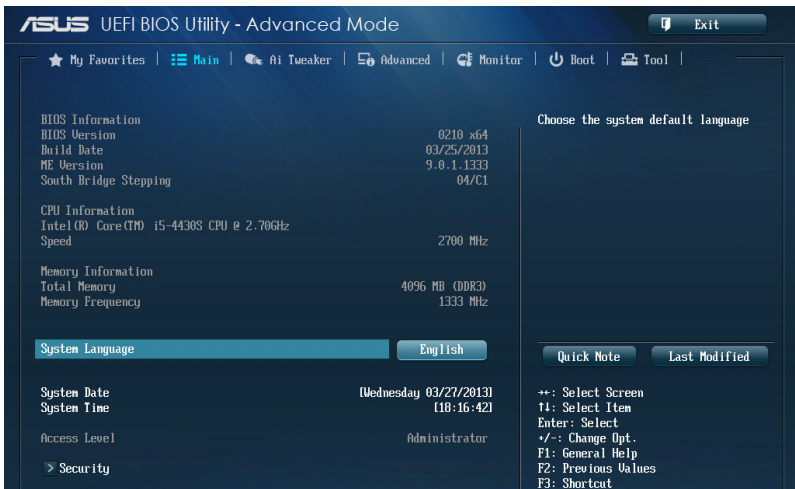 ASUS UEFI BIOS Utility - Advanced Mode
Exit
My Favorites | Main | Ai Tweaker | Advanced | Monitor | Boot | Tool |
BIOS Information
BIOS Version 0210 x64
Build Date 03/25/2013
ME Version 9.0.1.1333
South Bridge Stepping 04/C1
CPU Information
Intel(R) Core(TM) i5-4430S CPU @ 2.70GHz
Speed 2700 MHz
Memory Information
Total Memory 4096 MB (DDR3)
Memory Frequency 1333 MHz
System Language English
System Date [Wednesday 03/27/2013]
System Time [18:16:42]
Access Level Administrator
> Security
Choose the system default language
Quick Note Last Modified
→←: Select Screen
↑↓: Select Item
Enter: Select
+/-: Change Opt.
F1: General Help
F2: Previous Values
F3: Shortcut